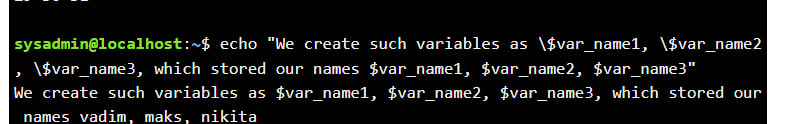 sysadmin@localhost:~$ echo "We create such variables as \$var_name1, \$var_name2
, \$var_name3, which stored our names $var_name1, $var_name2, $var_name3"
We create such variables as $var_name1, $var_name2, $var_name3, which stored our
names vadim, maks, nikita